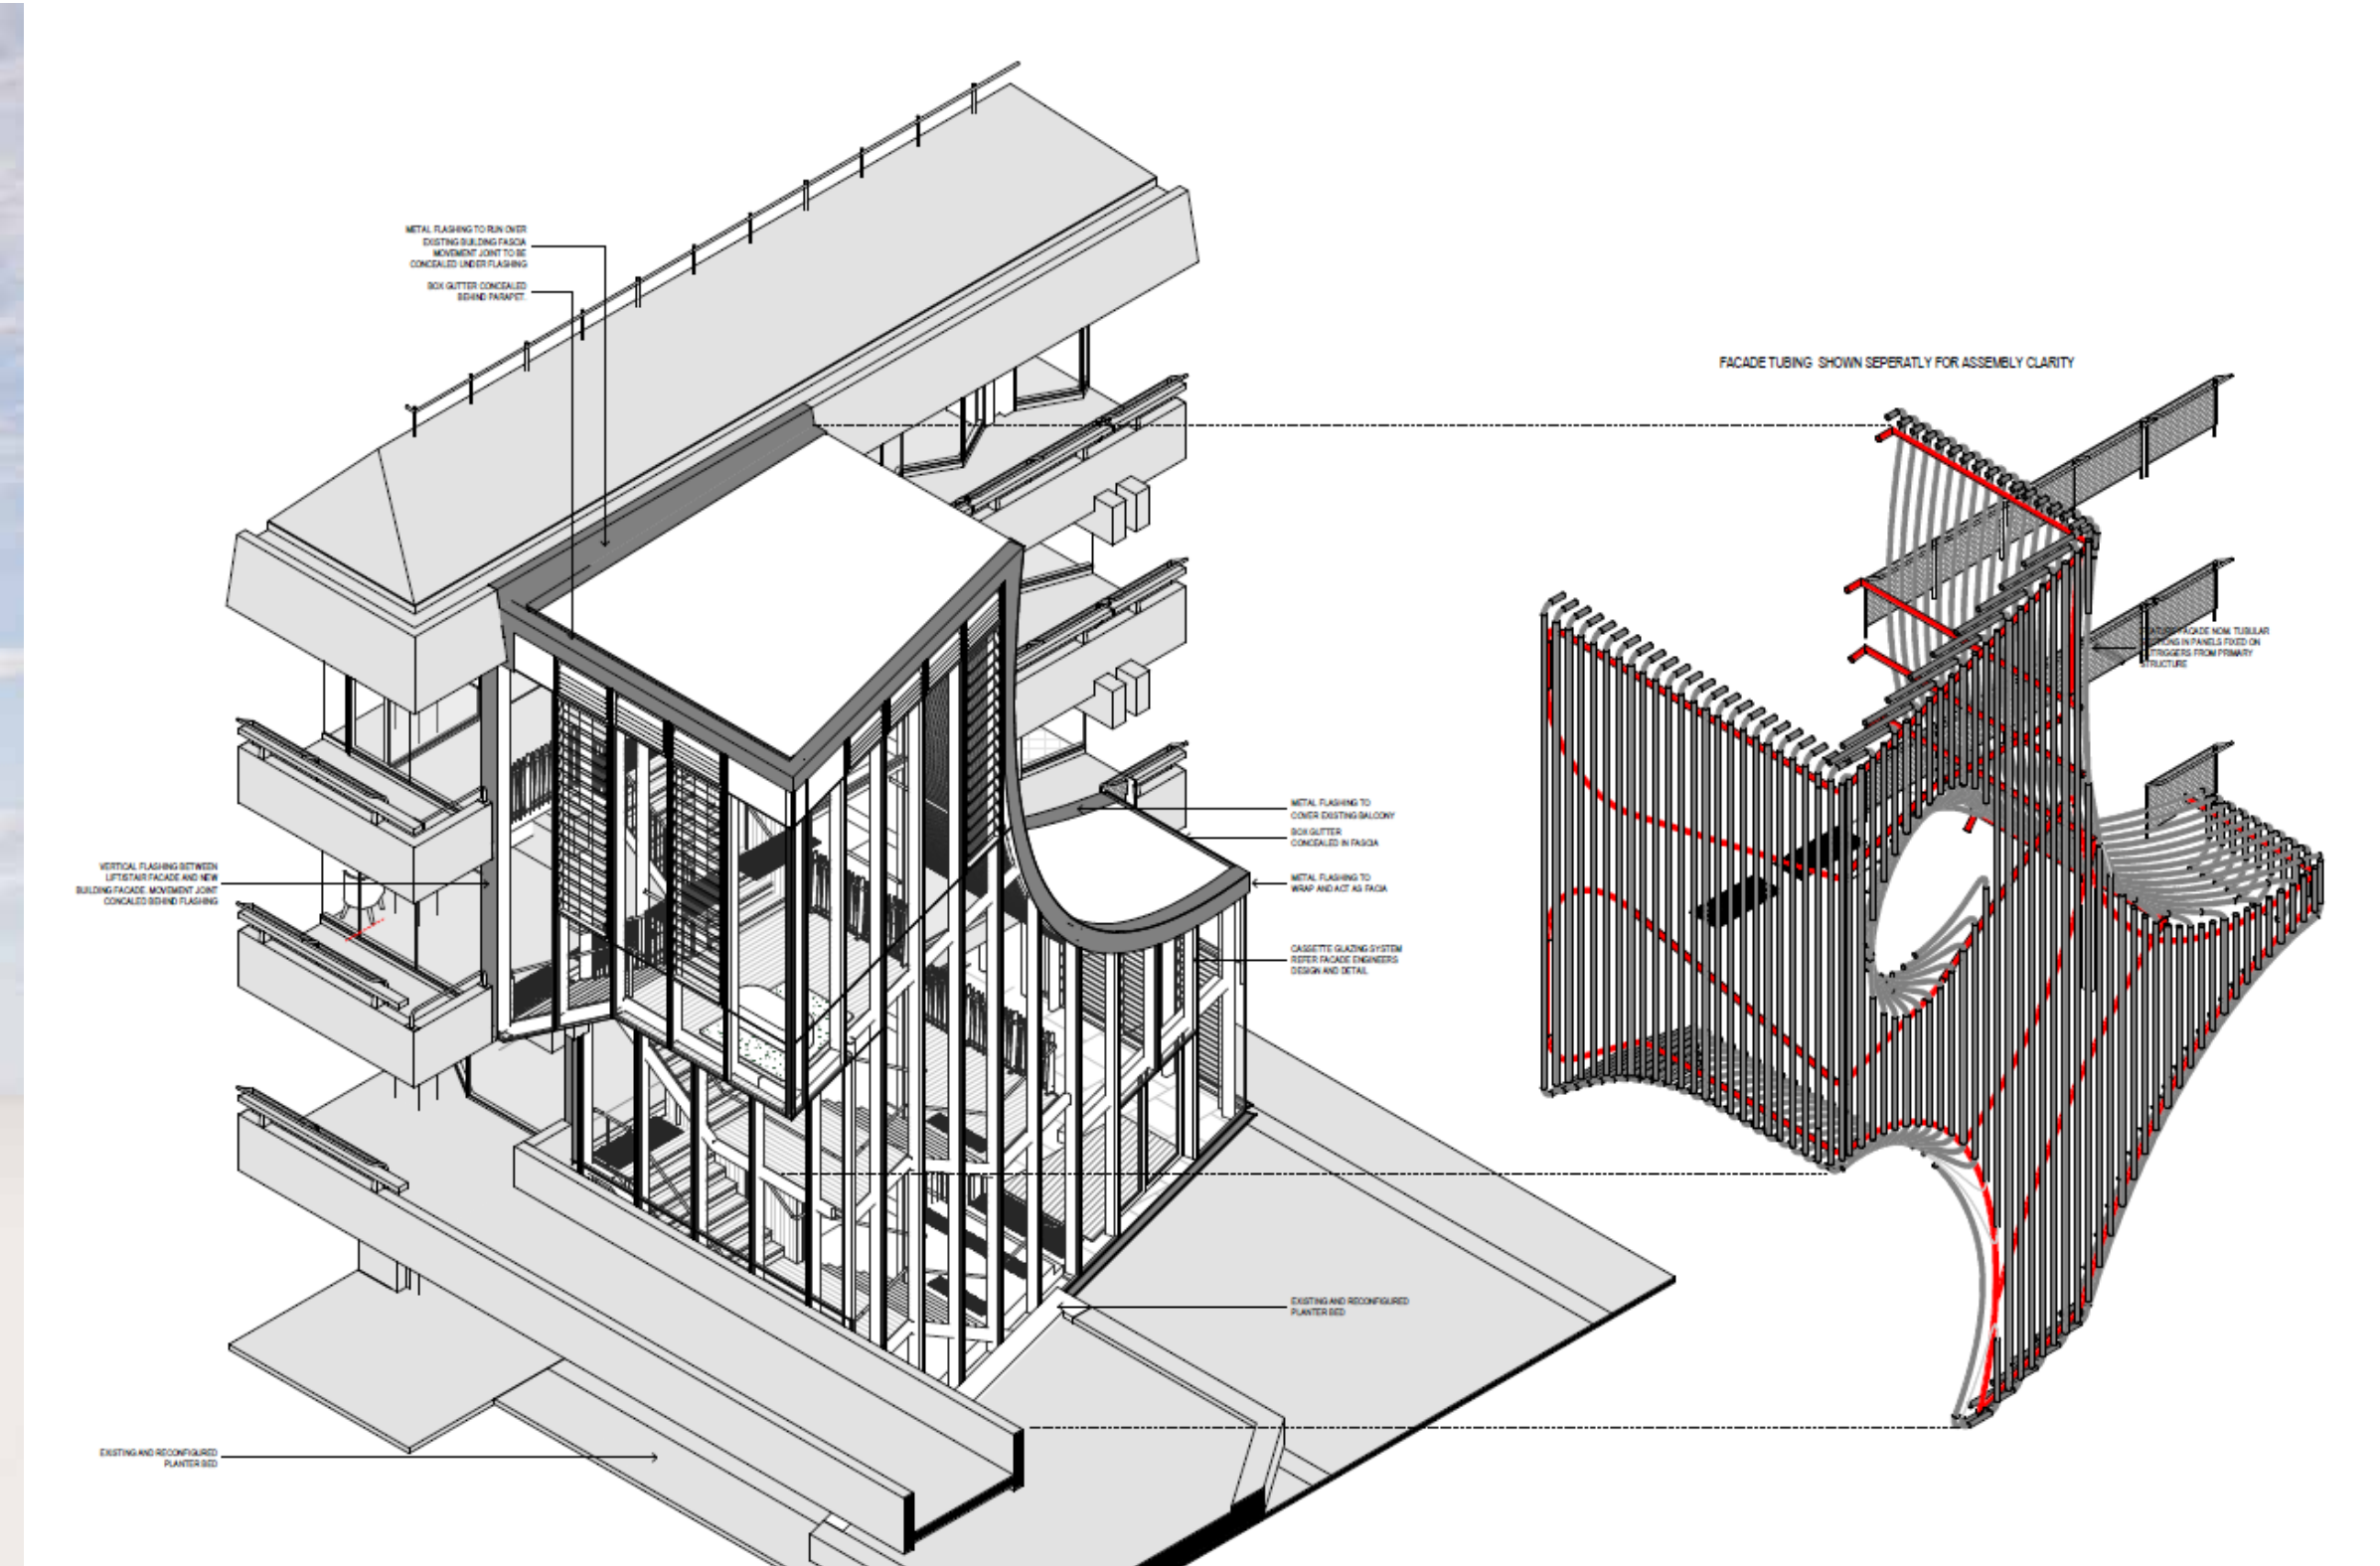 METAL FLASHING TO RUN OVER
EXISTING BUILDING FASCIA
MOVEMENT JOINT TO BE
CONCEALED UNDER FLASHING
BOX GUTTER CONCEALED
BEHIND PARAPET.
FACADE TUBING SHOWN SEPERATLY FOR ASSEMBLY CLARITY
FACADE NOM. TUBULAR
IN PANELS FIXED ON
FROM PRIMARY
STRUCTURE
METAL FLASHING TO
COVER EXISTING BALCONY
BOX GUTTER
CONCEALED IN FASCIA
METAL FLASHING TO
WRAP AND ACT AS FACIA
VERTICAL FLASHING BETWEEN
LIFT/STAIR FACADE AND NEW
BUILDING FACADE. MOVEMENT JOINT
CONCALED BEHIND FLASHING
CASSETTE GLAZING SYSTEM
REFER FACADE ENGINEERS
DESIGN AND DETAIL
EXISTING AND RECONFIGURED
PLANTER BED
EXISTING AND RECONFIGURED
PLANTER BED